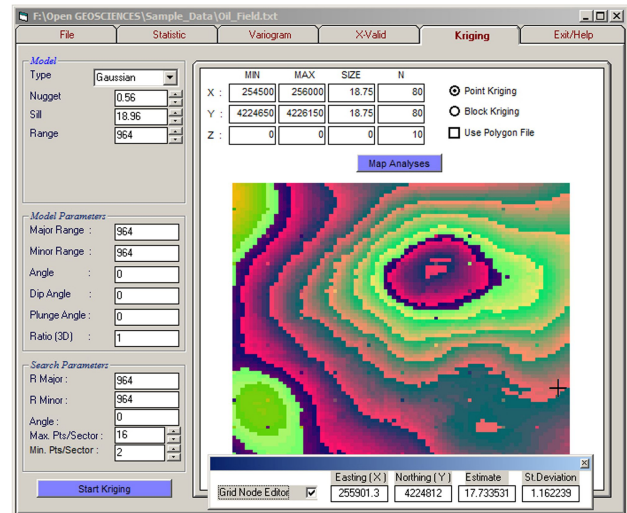 F:\Open GEOSCIENCES\Sample_Data\Oil_Field.txt
File Statistic Variogram X-Valid Kriging Exit/Help
Model
Type Gaussian
Nugget 0.56
Sill 18.96
Range 964
MIN MAX SIZE N
X : 254500 256000 18.75 80
Y : 4224650 4226150 18.75 80
Z : 0 0 0 10
Point Kriging
Block Kriging
Use Polygon File
Map Analyses
Model Parameters
Major Range : 964
Minor Range : 964
Angle : 0
Dip Angle : 0
Plunge Angle : 0
Ratio (3D) : 1
Search Parameters
R Major : 964
R Minor : 964
Angle : 0
Max. Pts/Sector : 16
Min. Pts/Sector : 2
Start Kriging
Easting ( X ) Northing ( Y ) Estimate St.Deviation
Grid Node Editor 255901.3 4224812 17.733531 1.162239